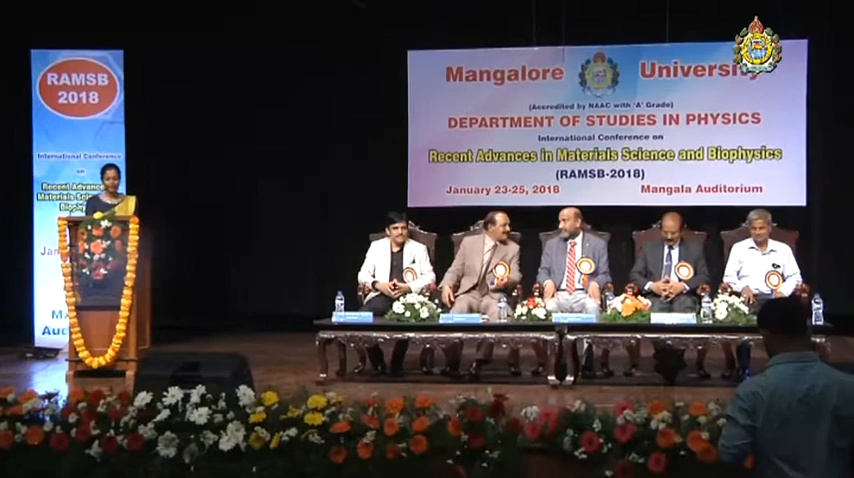 RAMSB
2018
International Conference
on
Recent Advance
Materials Scie
Mangalore University
(Accredited by NAAC with 'A' Grade)
DEPARTMENT OF STUDIES IN PHYSICS
International Conference on
Recent Advances in Materials Science and Biophysics
(RAMSB-2018)
January 23-25, 2018 Mangala Auditorium